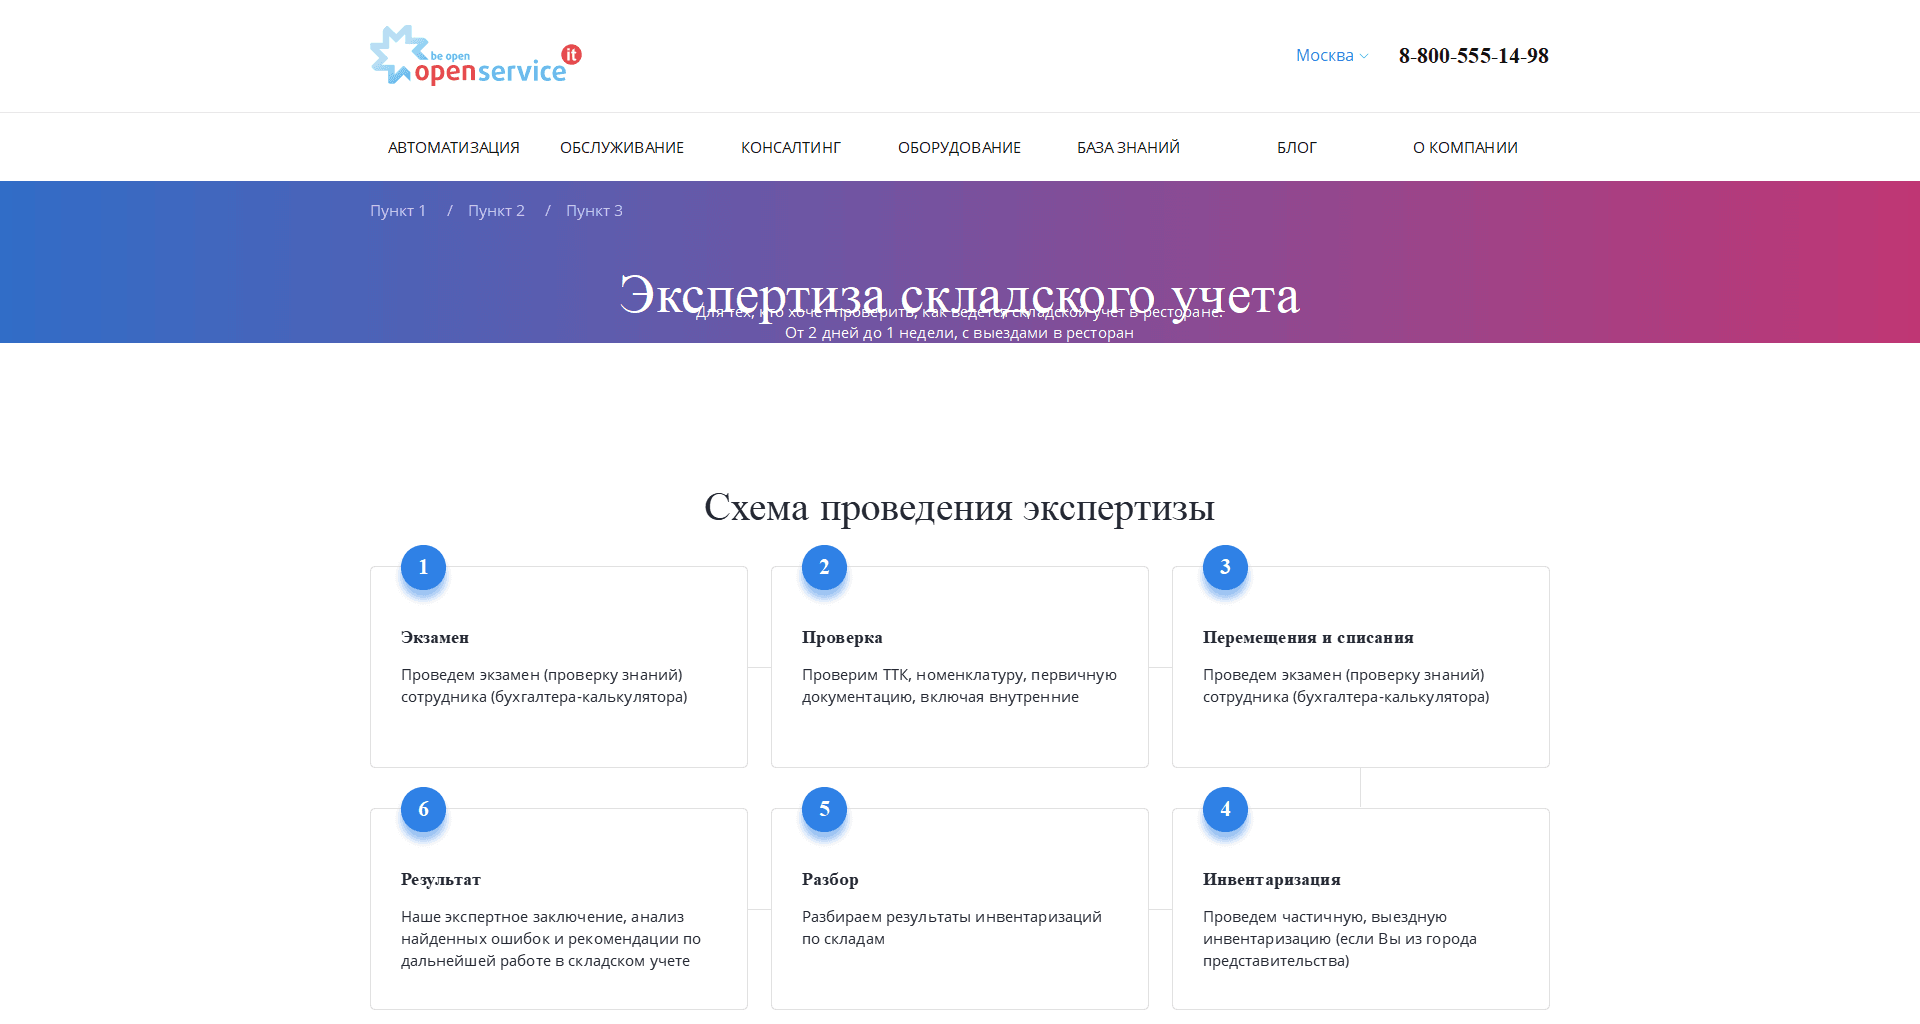 be open
openservice
it
Москва
8-800-555-14-98
АВТОМАТИЗАЦИЯ
ОБСЛУЖИВАНИЕ
КОНСАЛТИНГ
ОБОРУДОВАНИЕ
БАЗА ЗНАНИЙ
БЛОГ
О КОМПАНИИ
Пункт 1 / Пункт 2 / Пункт 3
Экспертиза складского учета
Для тех, кто хочет проверить, как ведется складской учет в ресторане.
От 2 дней до 1 недели, с выездами в ресторан
Схема проведения экспертизы
1
Экзамен
Проведем экзамен (проверку знаний)
сотрудника (бухгалтера-калькулятора)
2
Проверка
Проверим ТТК, номенклатуру, первичную
документацию, включая внутренние
3
Перемещения и списания
Проведем экзамен (проверку знаний)
сотрудника (бухгалтера-калькулятора)
6
Результат
Наше экспертное заключение, анализ
найденных ошибок и рекомендации по
дальнейшей работе в складском учете
5
Разбор
Разбираем результаты инвентаризаций
по складам
4
Инвентаризация
Проведем частичную, выездную
инвентаризацию (если Вы из города
представительства)